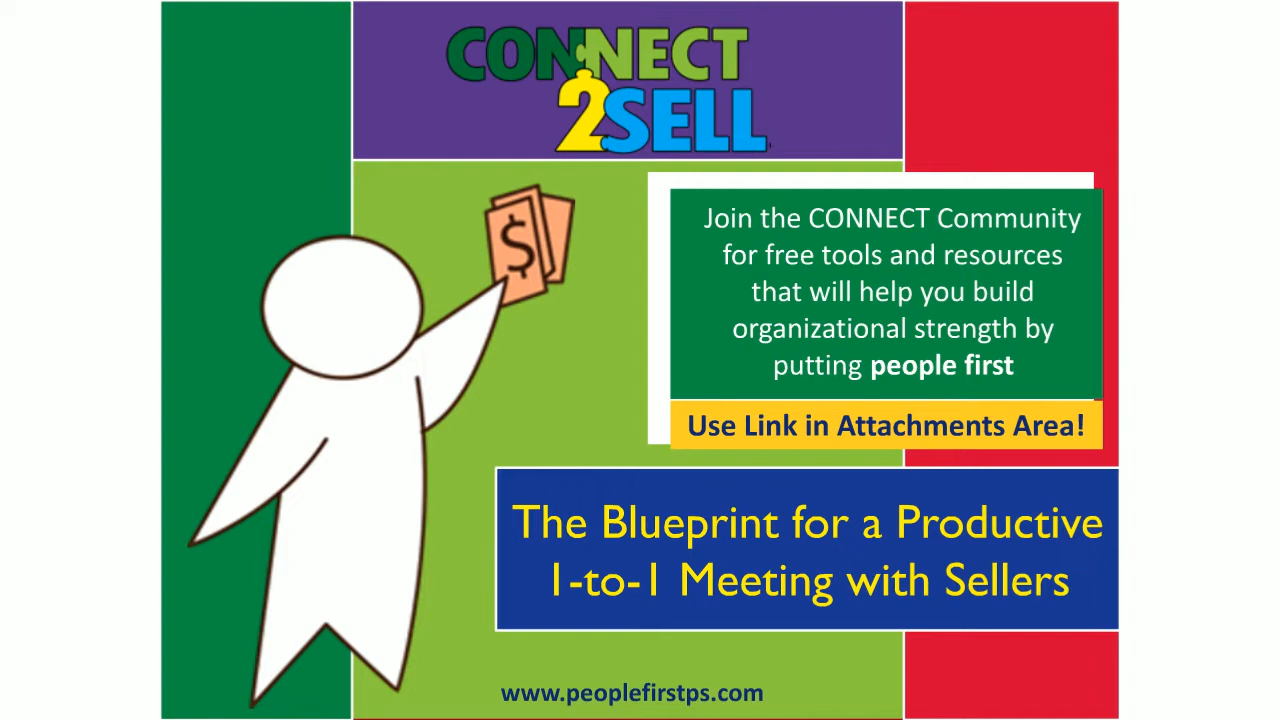 CONNECT
2SELL
$
Join the CONNECT Community
for free tools and resources
that will help you build
organizational strength by
putting people first
Use Link in Attachments Area!
The Blueprint for a Productive
1-to-1 Meeting with Sellers
www.peoplefirstps.com